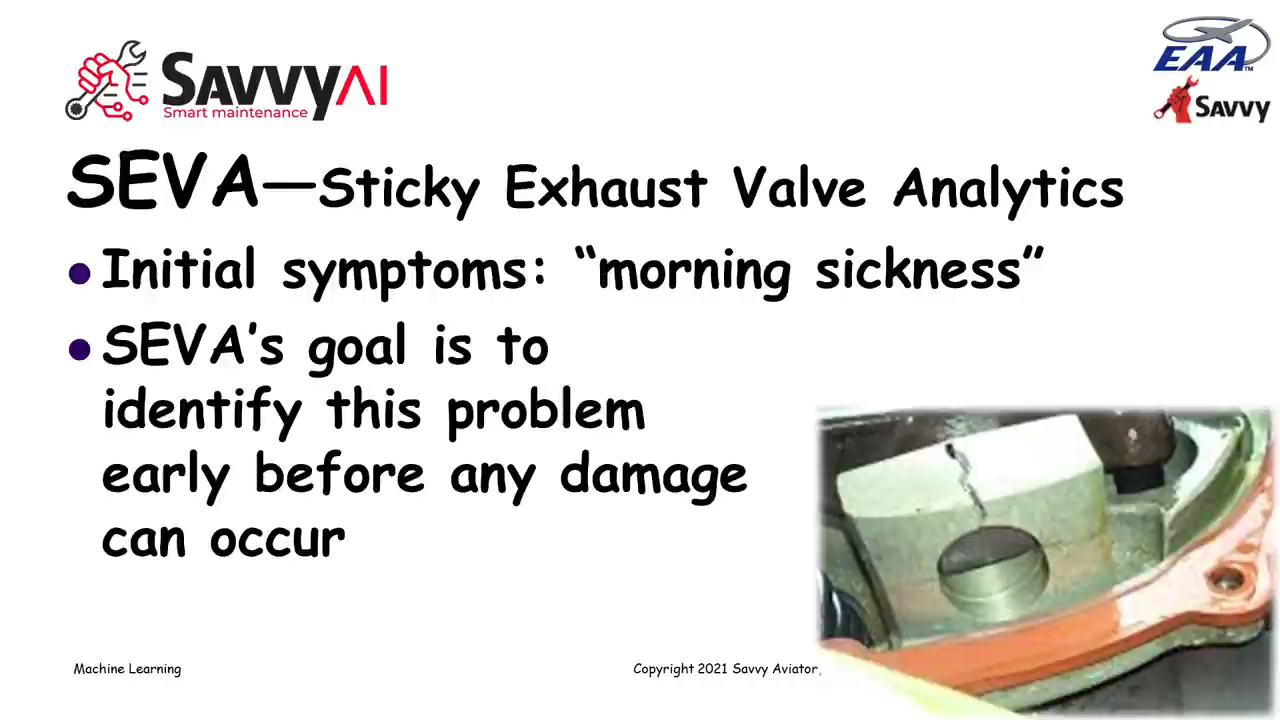 SAVVYAI
Smart maintenance
EAA™
SAVVY
SEVA—Sticky Exhaust Valve Analytics
• Initial symptoms: “morning sickness”
• SEVA’s goal is to
identify this problem
early before any damage
can occur
Machine Learning
Copyright 2021 Savvy Aviator,